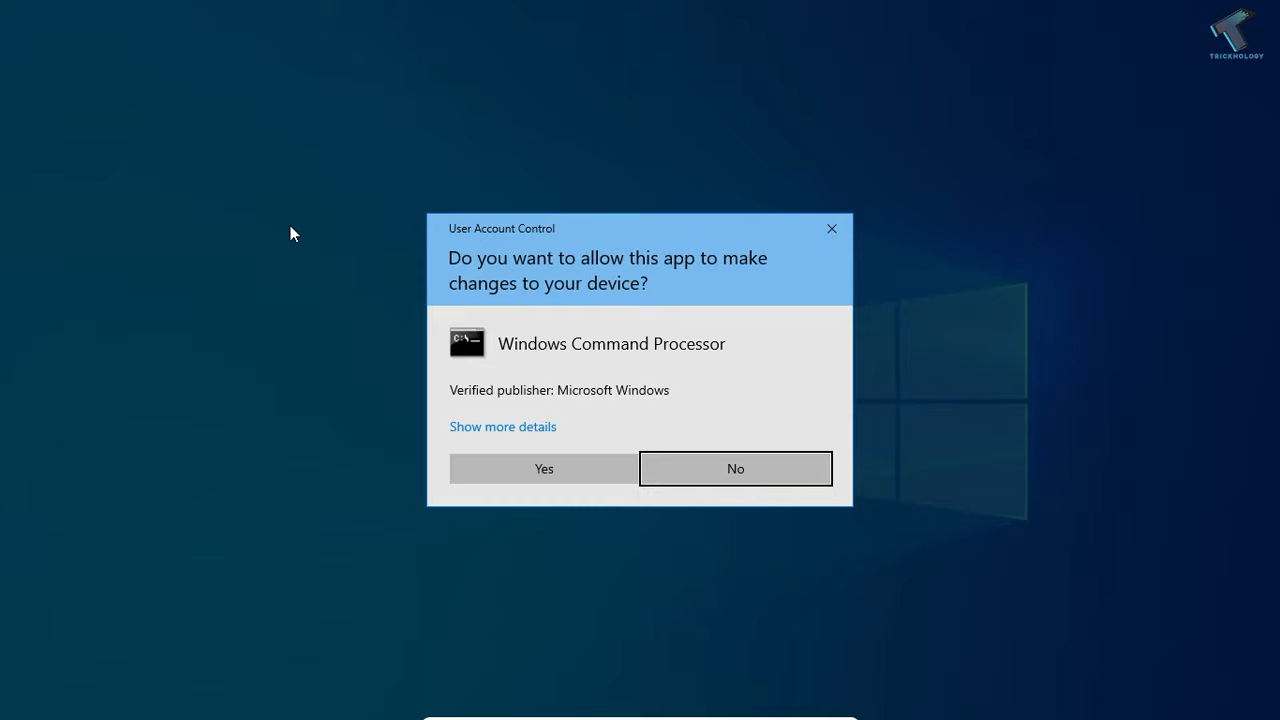 TRICKNOLOGY
User Account Control
Do you want to allow this app to make
changes to your device?
C:\
Windows Command Processor
Verified publisher: Microsoft Windows
Show more details
Yes
No